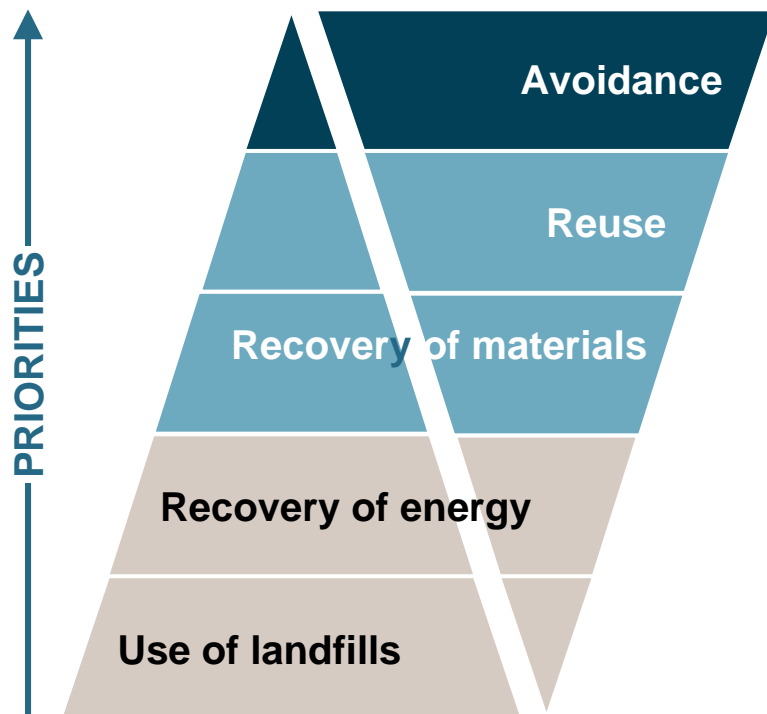 PRIORITIES
Avoidance
Reuse
Recovery of materials
Recovery of energy
Use of landfills